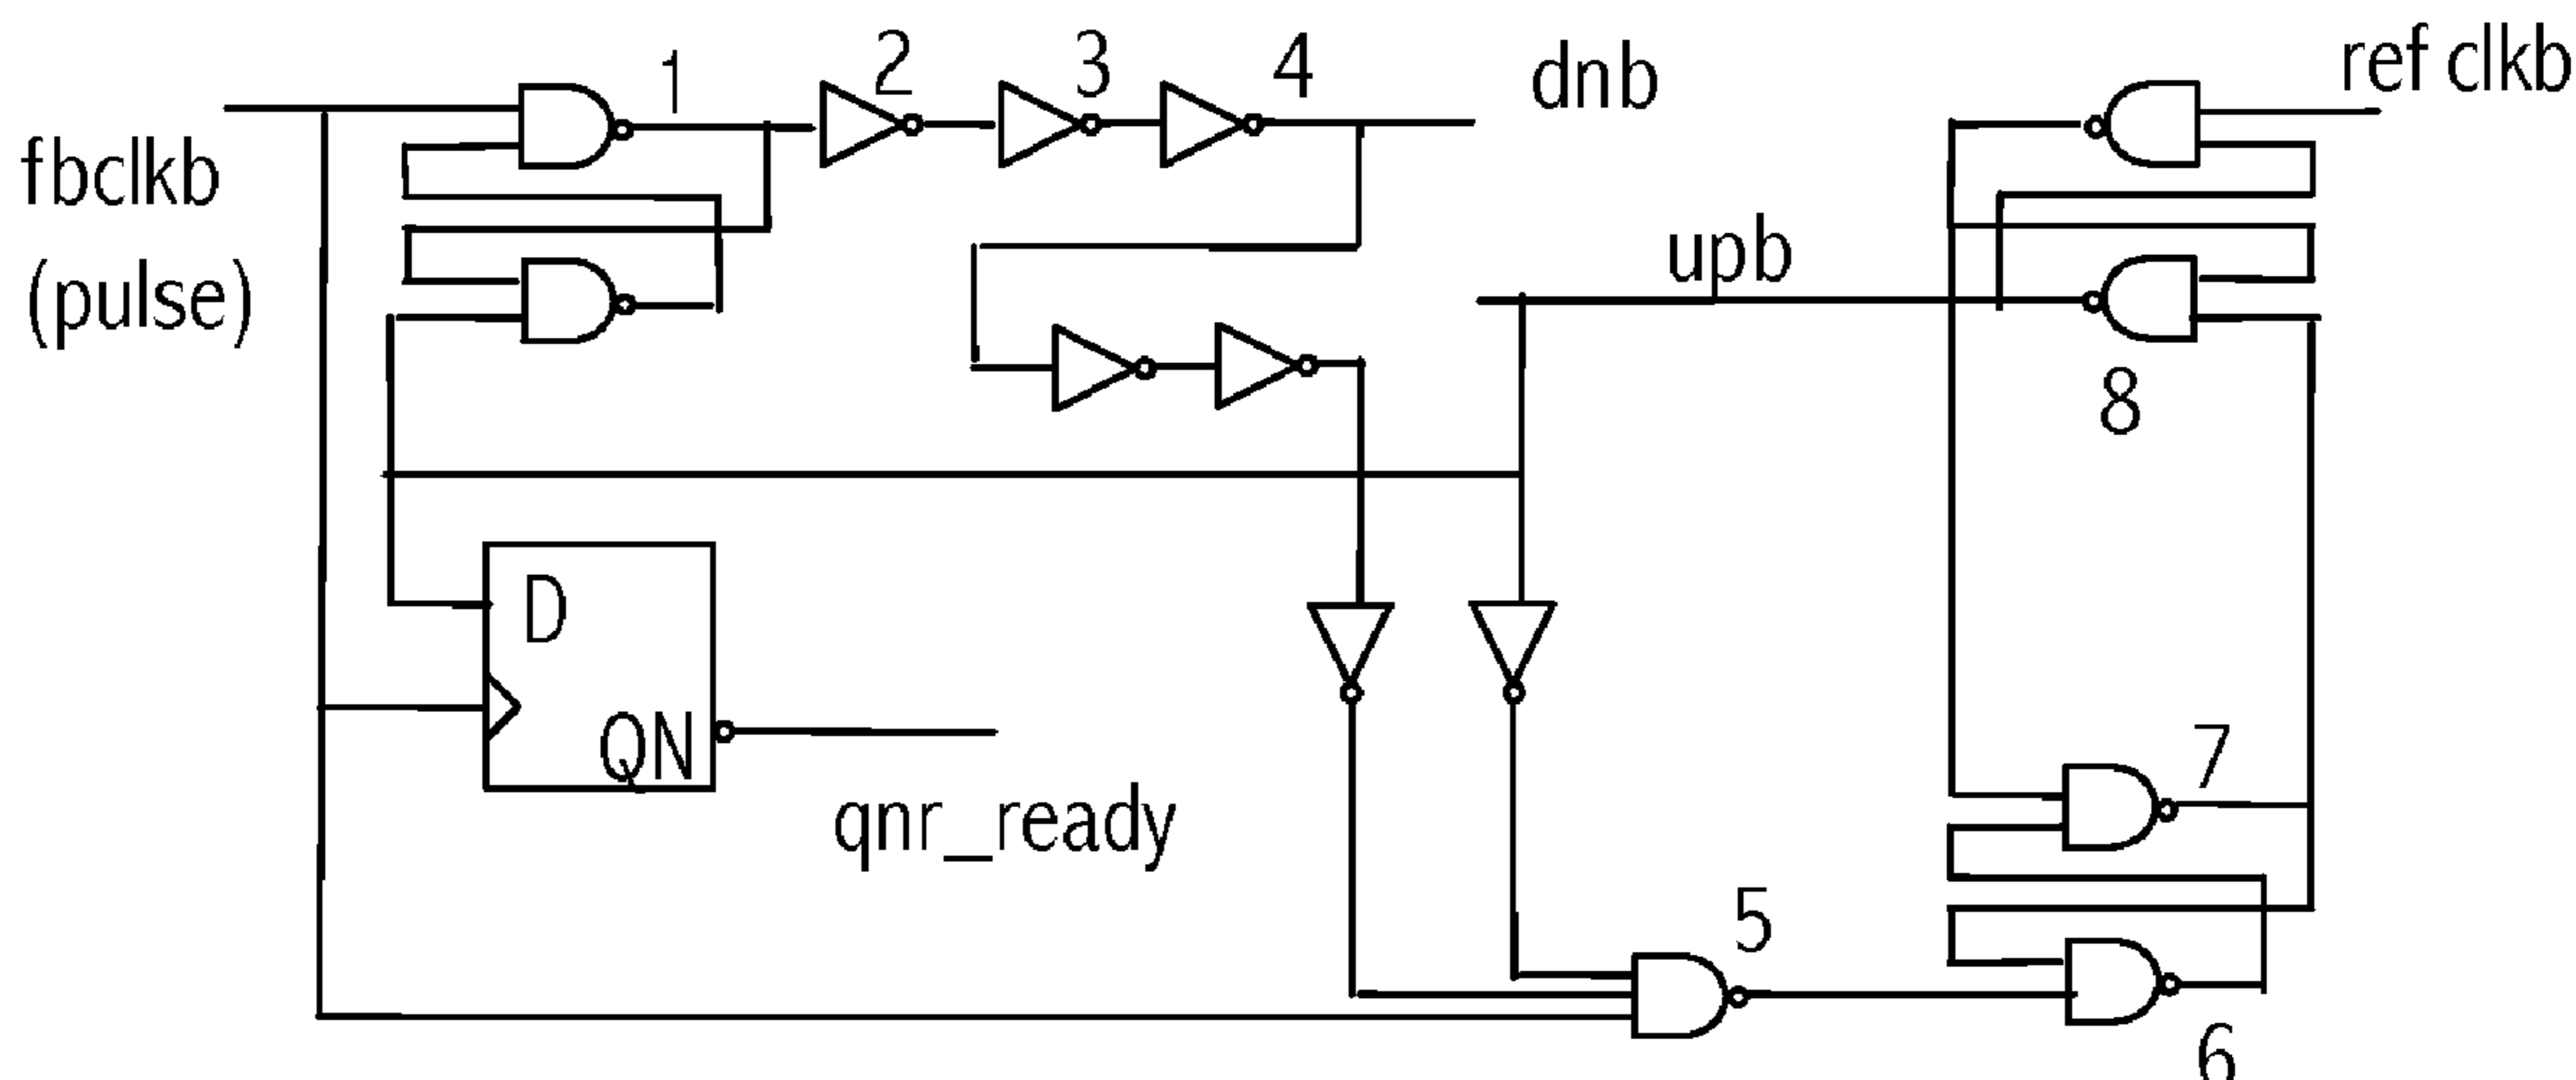 1
2
3
4
dnb
ref clkb
fbclkb
(pulse)
upb
8
D
QN
qnr_ready
7
5
6